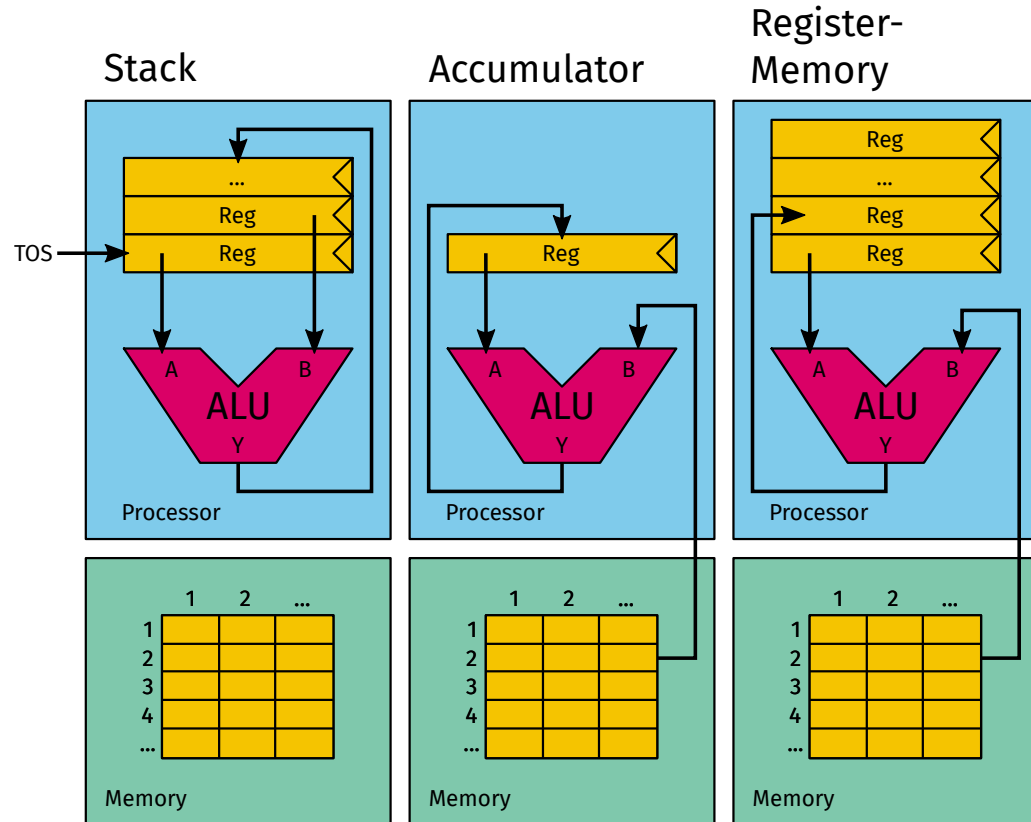 Stack
...
Reg
TOS
Reg
A
B
ALU
Y
Processor
1 2 ...
1
2
3
4
...
Memory
Accumulator
Reg
A
B
ALU
Y
Processor
1 2 ...
1
2
3
4
...
Memory
Register-
Memory
Reg
...
Reg
Reg
A
B
ALU
Y
Processor
1 2 ...
1
2
3
4
...
Memory